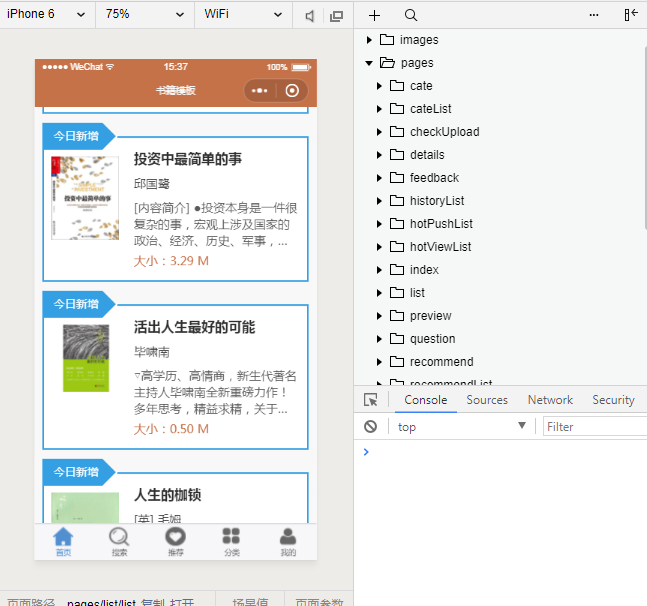 iPhone 6 75% WiFi
WeChat 15:37 100%
书籍模板
今日新增
投资中最简单的事
邱国鹭
[内容简介] ●投资本身是一件很
复杂的事，宏观上涉及国家的
政治、经济、历史、军事，...
大小：3.29 M
今日新增
活出人生最好的可能
毕啸南
▿高学历、高情商，新生代著名
主持人毕啸南全新重磅力作！
多年思考，精益求精，关于...
大小：0.50 M
今日新增
人生的枷锁
[英] 毛姆
首页 搜索 推荐 分类 我的
页面路径 pages/list/list 复制 打开 场景值 页面参数
images
pages
cate
cateList
checkUpload
details
feedback
historyList
hotPushList
hotViewList
index
list
preview
question
recommend
recommendList
Console Sources Network Security
top Filter